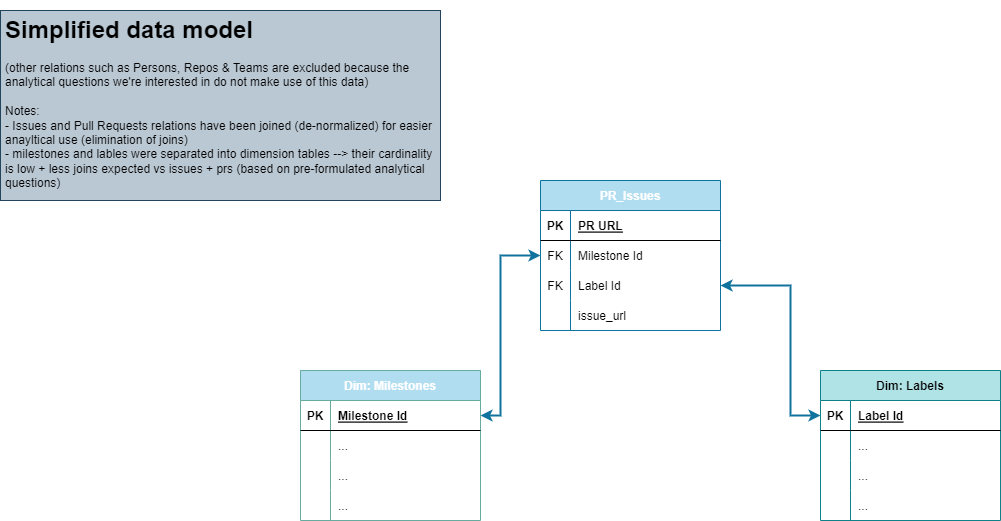 Simplified data model
(other relations such as Persons, Repos & Teams are excluded because the
analytical questions we're interested in do not make use of this data)
Notes:
- Issues and Pull Requests relations have been joined (de-normalized) for easier
anayltical use (elimination of joins)
- milestones and lables were separated into dimension tables --> their cardinality
is low + less joins expected vs issues + prs (based on pre-formulated analytical
questions)
PR_Issues
PK PR URL
FK Milestone Id
FK Label Id
issue_url
Dim: Milestones
PK Milestone Id
...
...
...
Dim: Labels
PK Label Id
...
...
...